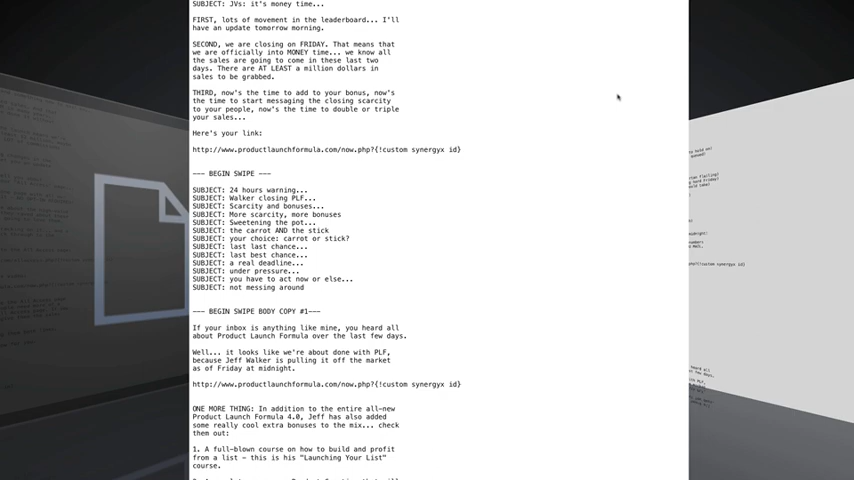 SUBJECT: JVs: it's money time...
FIRST, lots of movement in the leaderboard... I'll
have an update tomorrow morning.
SECOND, we are closing on FRIDAY. That means that
we are officially into MONEY time... we know all
the sales are going to come in these last two
days. There are AT LEAST a million dollars in
sales to be grabbed.
THIRD, now's the time to add to your bonus, now's
the time to start messaging the closing scarcity
to your people, now's the time to double or triple
your sales...
Here's your link:
http://www.productlaunchformula.com/now.php?{!custom synergyx id}
--- BEGIN SWIPE ---
SUBJECT: 24 hours warning...
SUBJECT: Walker closing PLF...
SUBJECT: Scarcity and bonuses...
SUBJECT: More scarcity, more bonuses
SUBJECT: Sweetening the pot...
SUBJECT: the carrot AND the stick
SUBJECT: your choice: carrot or stick?
SUBJECT: last last chance...
SUBJECT: last best chance...
SUBJECT: a real deadline...
SUBJECT: under pressure...
SUBJECT: you have to act now or else...
SUBJECT: not messing around
--- BEGIN SWIPE BODY COPY #1---
If your inbox is anything like mine, you heard all
about Product Launch Formula over the last few days.
Well... it looks like we're about done with PLF,
because Jeff Walker is pulling it off the market
as of Friday at midnight.
http://www.productlaunchformula.com/now.php?{!custom synergyx id}
ONE MORE THING: In addition to the entire all-new
Product Launch Formula 4.0, Jeff has also added
some really cool extra bonuses to the mix... check
them out:
1. A full-blown course on how to build and profit
from a list - this is his "Launching Your List"
course.